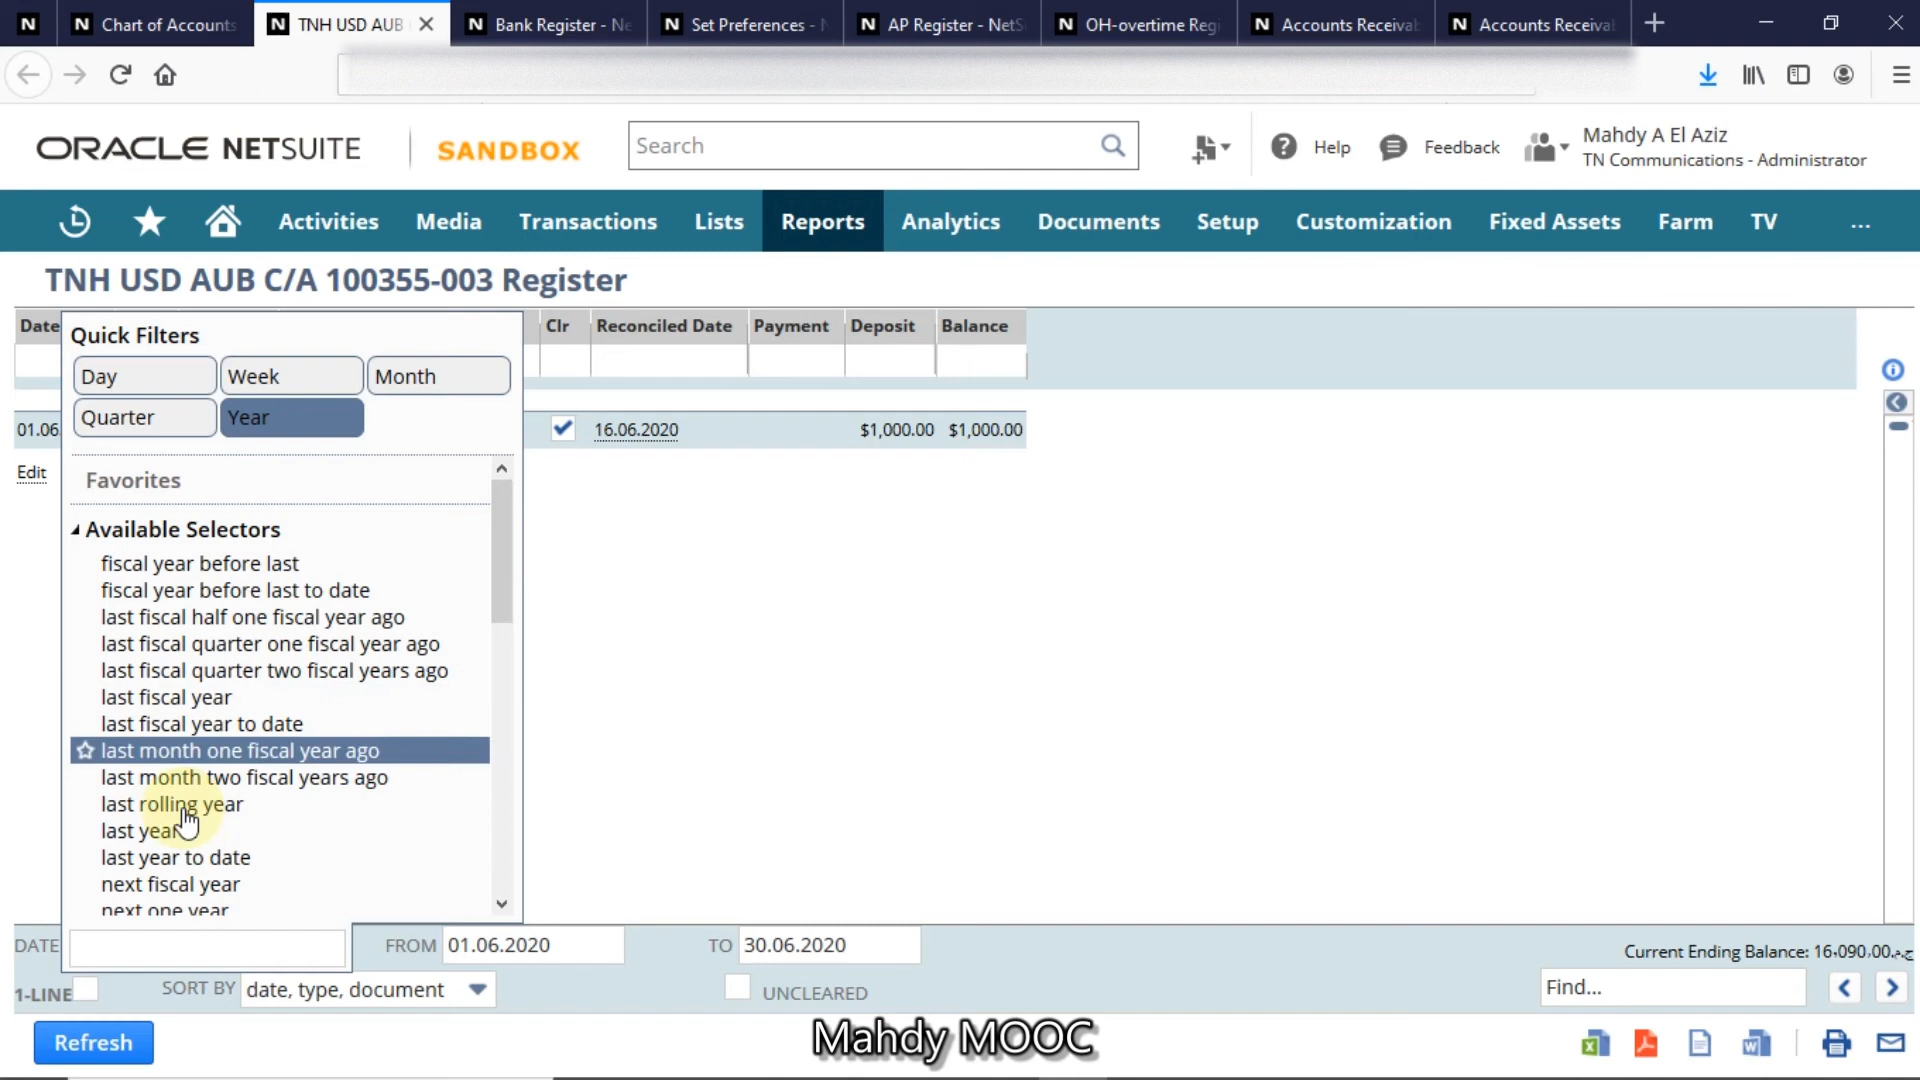 Chart of Accounts
TNH USD AUB
Bank Register - Ne
Set Preferences - N
AP Register - NetS
OH-overtime Reg
Accounts Receivab
Accounts Receivab
ORACLE NETSUITE
SANDBOX
Search
Help
Feedback
Mahdy A El Aziz
TN Communications - Administrator
Activities
Media
Transactions
Lists
Reports
Analytics
Documents
Setup
Customization
Fixed Assets
Farm
TV
...
TNH USD AUB C/A 100355-003 Register
Date
Clr
Reconciled Date
Payment
Deposit
Balance
Quick Filters
Day
Week
Month
Quarter
Year
01.06.
16.06.2020
$1,000.00
$1,000.00
Edit
Favorites
Available Selectors
fiscal year before last
fiscal year before last to date
last fiscal half one fiscal year ago
last fiscal quarter one fiscal year ago
last fiscal quarter two fiscal years ago
last fiscal year
last fiscal year to date
last month one fiscal year ago
last month two fiscal years ago
last rolling year
last year
last year to date
next fiscal year
next one year
DATE
FROM 01.06.2020
TO 30.06.2020
Current Ending Balance: 16.090.00
1-LINE
SORT BY date, type, document
UNCLEARED
Find...
Refresh
Mahdy MOOC